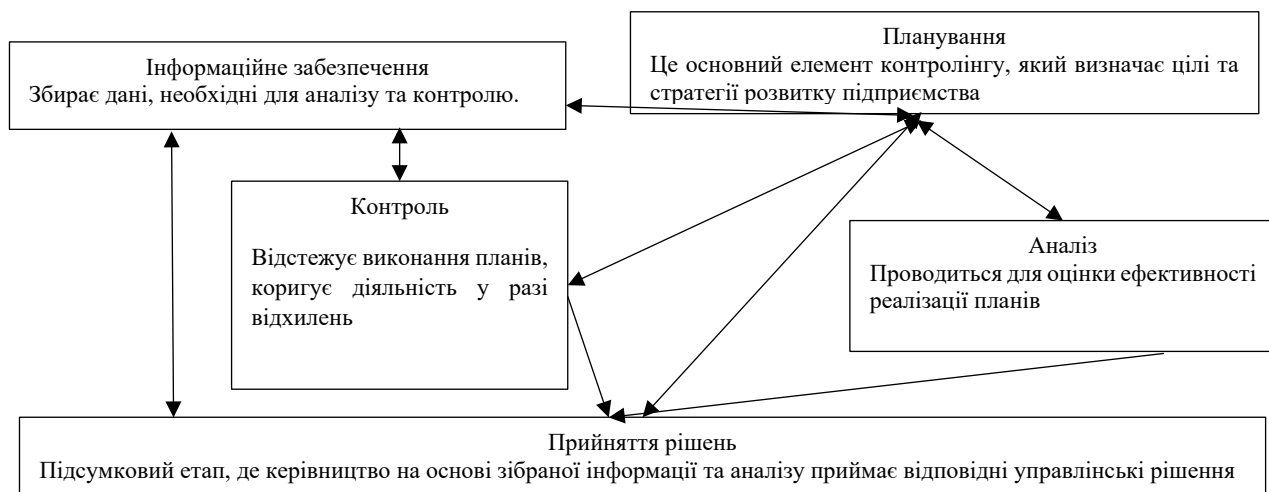 Інформаційне забезпечення
Збирає дані, необхідні для аналізу та контролю.
Планування
Це основний елемент контролінгу, який визначає цілі та
стратегії розвитку підприємства
Контроль
Відстежує виконання планів,
коригує діяльність у разі
відхилень
Аналіз
Проводиться для оцінки ефективності
реалізації планів
Прийняття рішень
Підсумковий етап, де керівництво на основі зібраної інформації та аналізу приймає відповідні управлінські рішення